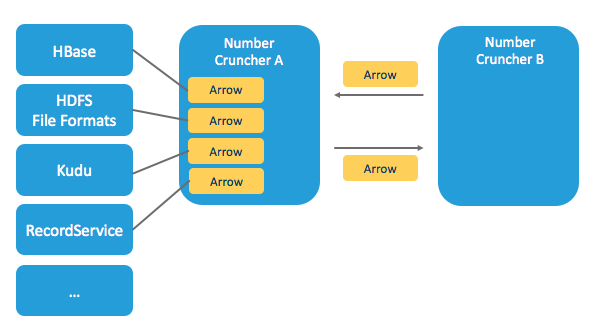 HBase
HDFS
File Formats
Kudu
RecordService
...
Number
Cruncher A
Arrow
Arrow
Arrow
Arrow
Arrow
Arrow
Number
Cruncher B